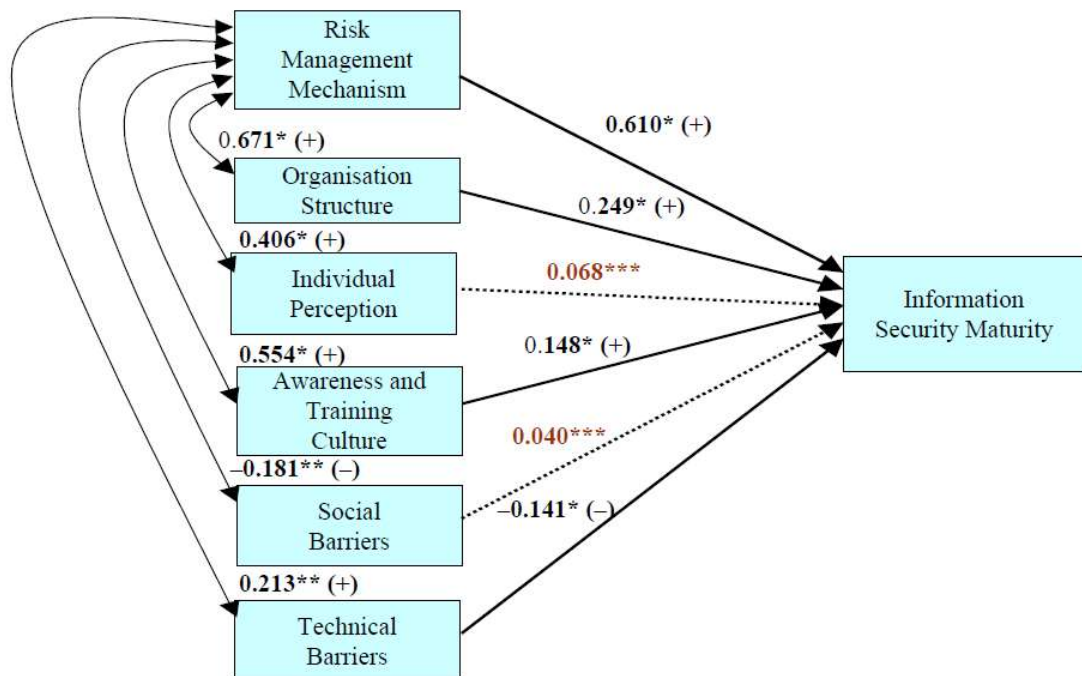 Risk
Management
Mechanism
0.610* (+)
0.671* (+)
Organisation
Structure
0.249* (+)
0.406* (+)
Individual
Perception
0.068***
Information
Security Maturity
0.554* (+)
0.148* (+)
Awareness and
Training
Culture
0.040***
–0.181** (–)
Social
Barriers
–0.141* (–)
0.213** (+)
Technical
Barriers